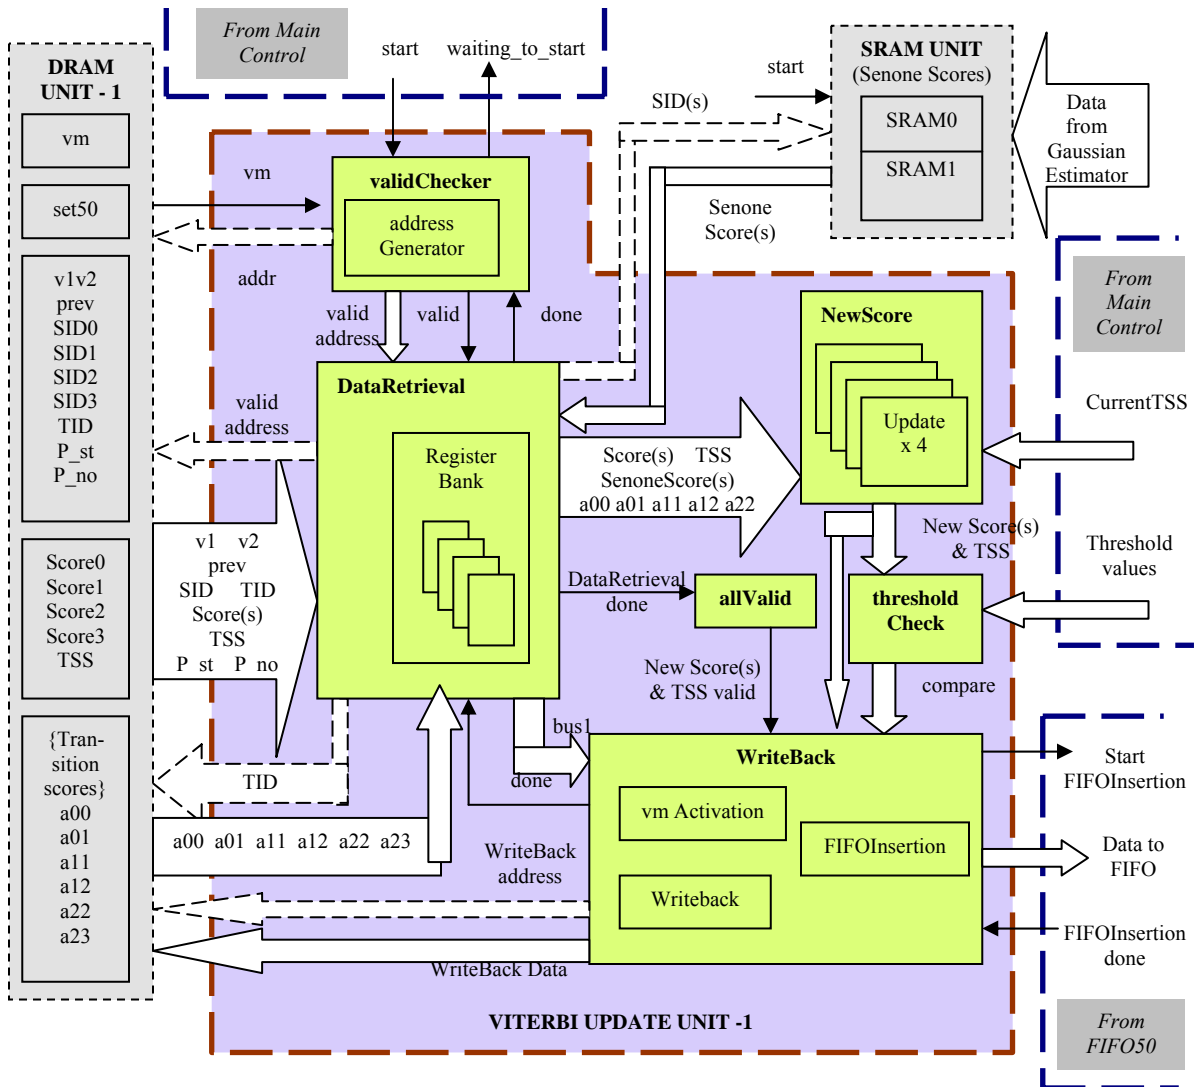 From Main
Control
start
waiting_to_start
DRAM
UNIT - 1
vm
set50
v1v2
prev
SID0
SID1
SID2
SID3
TID
P_st
P_no
Score0
Score1
Score2
Score3
TSS
{Tran-
sition
scores}
a00
a01
a11
a12
a22
a23
SRAM UNIT
(Senone Scores)
SRAM0
SRAM1
start
SID(s)
Senone
Score(s)
Data
from
Gaussian
Estimator
vm
addr
validChecker
address
Generator
valid
address
valid
done
DataRetrieval
Register
Bank
valid
address
v1 v2
prev
SID TID
Score(s)
TSS
P_st P_no
Score(s) TSS
SenoneScore(s)
a00 a01 a11 a12 a22
NewScore
Update
x 4
From
Main
Control
CurrentTSS
New Score(s)
& TSS
Threshold
values
DataRetrieval
done
allValid
threshold
Check
New Score(s)
& TSS valid
compare
bus1
done
TID
a00 a01 a11 a12 a22 a23
WriteBack
vm Activation
FIFOInsertion
Writeback
WriteBack
address
WriteBack Data
Start
FIFOInsertion
Data to
FIFO
FIFOInsertion
done
From
FIFO50
VITERBI UPDATE UNIT -1